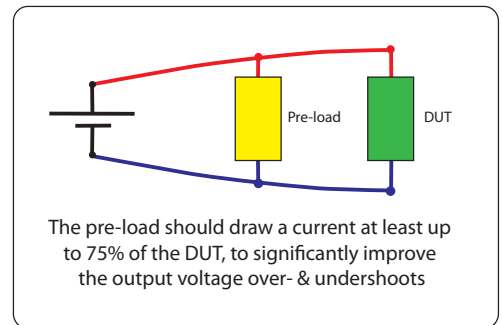 Pre-load
DUT
The pre-load should draw a current at least up
to 75% of the DUT, to significantly improve
the output voltage over- & undershoots